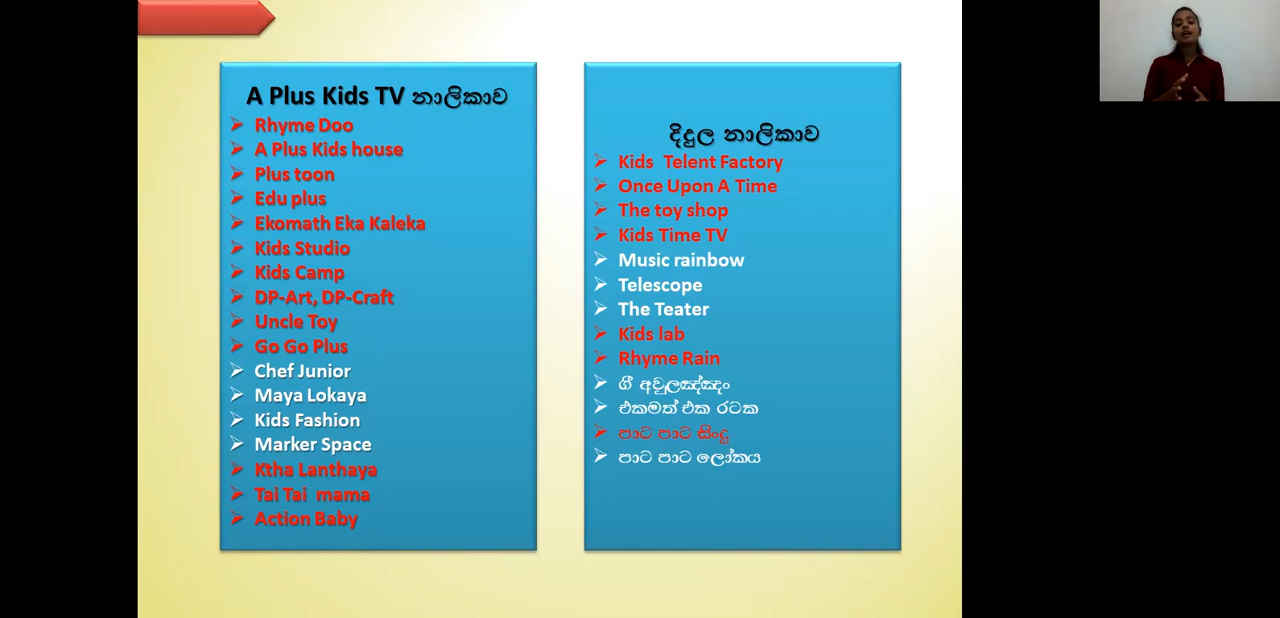 A Plus Kids TV නාලිකාව
Rhyme Doo
A Plus Kids house
Plus toon
Edu plus
Ekomath Eka Kaleka
Kids Studio
Kids Camp
DP-Art, DP-Craft
Uncle Toy
Go Go Plus
Chef Junior
Maya Lokaya
Kids Fashion
Marker Space
Ktha Lanthaya
Tai Tai mama
Action Baby
දිදුල නාලිකාව
Kids Telent Factory
Once Upon A Time
The toy shop
Kids Time TV
Music rainbow
Telescope
The Teater
Kids lab
Rhyme Rain
ගී අවුලඤ්ඤං
එකමත් එක රටක
පාට පාට සිංදු
පාට පාට ලෝකය